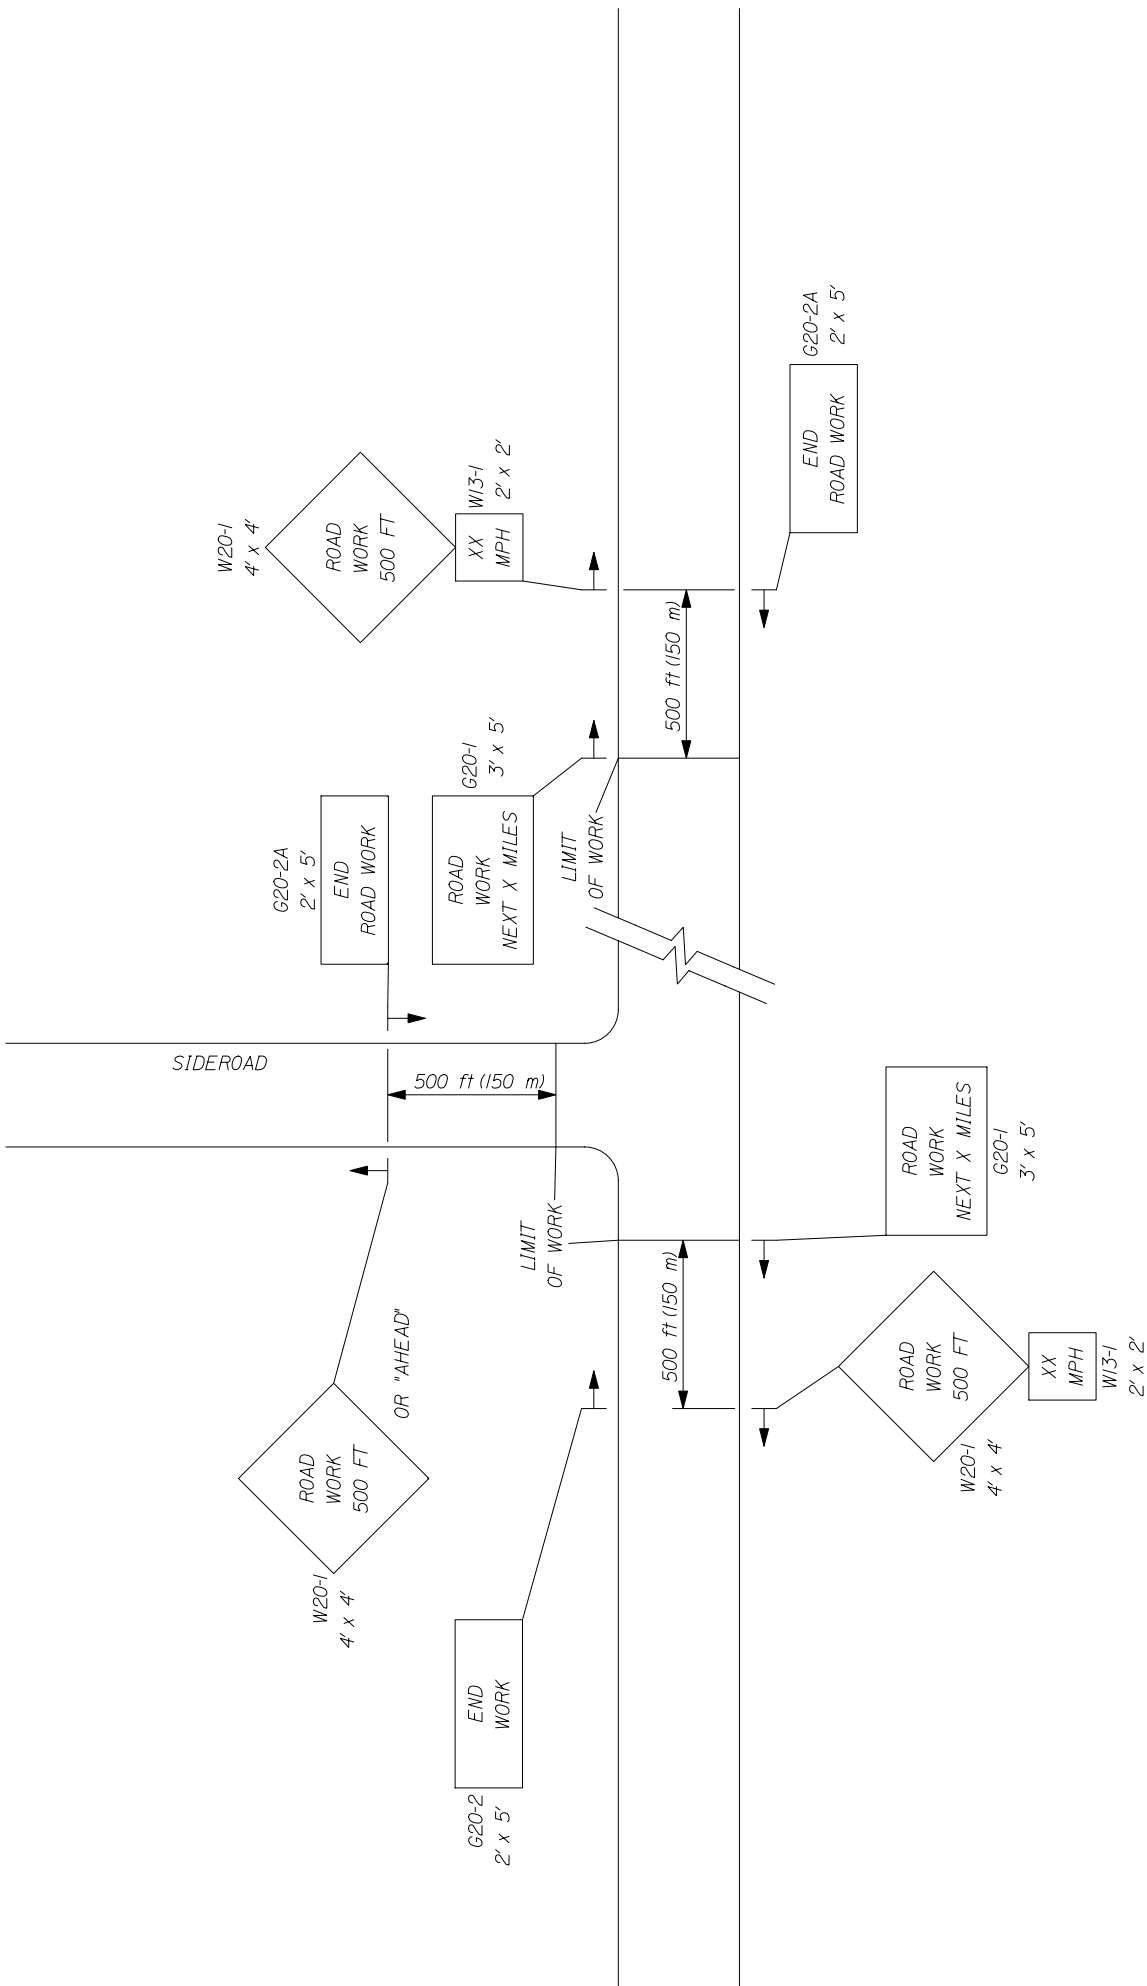 W20-1
4' x 4'
ROAD
WORK
500 FT
XX
MPH
W13-1
2' x 2'
G20-2A
2' x 5'
END
ROAD WORK
G20-2A
2' x 5'
END
ROAD WORK
G20-1
3' x 5'
ROAD
WORK
NEXT X MILES
LIMIT
OF WORK
500 ft (150 m)
SIDEROAD
500 ft (150 m)
LIMIT
OF WORK
500 ft (150 m)
ROAD
WORK
NEXT X MILES
G20-1
3' x 5'
ROAD
WORK
500 FT
OR "AHEAD"
W20-1
4' x 4'
ROAD
WORK
500 FT
W20-1
4' x 4'
XX
MPH
W13-1
2' x 2'
END
WORK
G20-2
2' x 5'